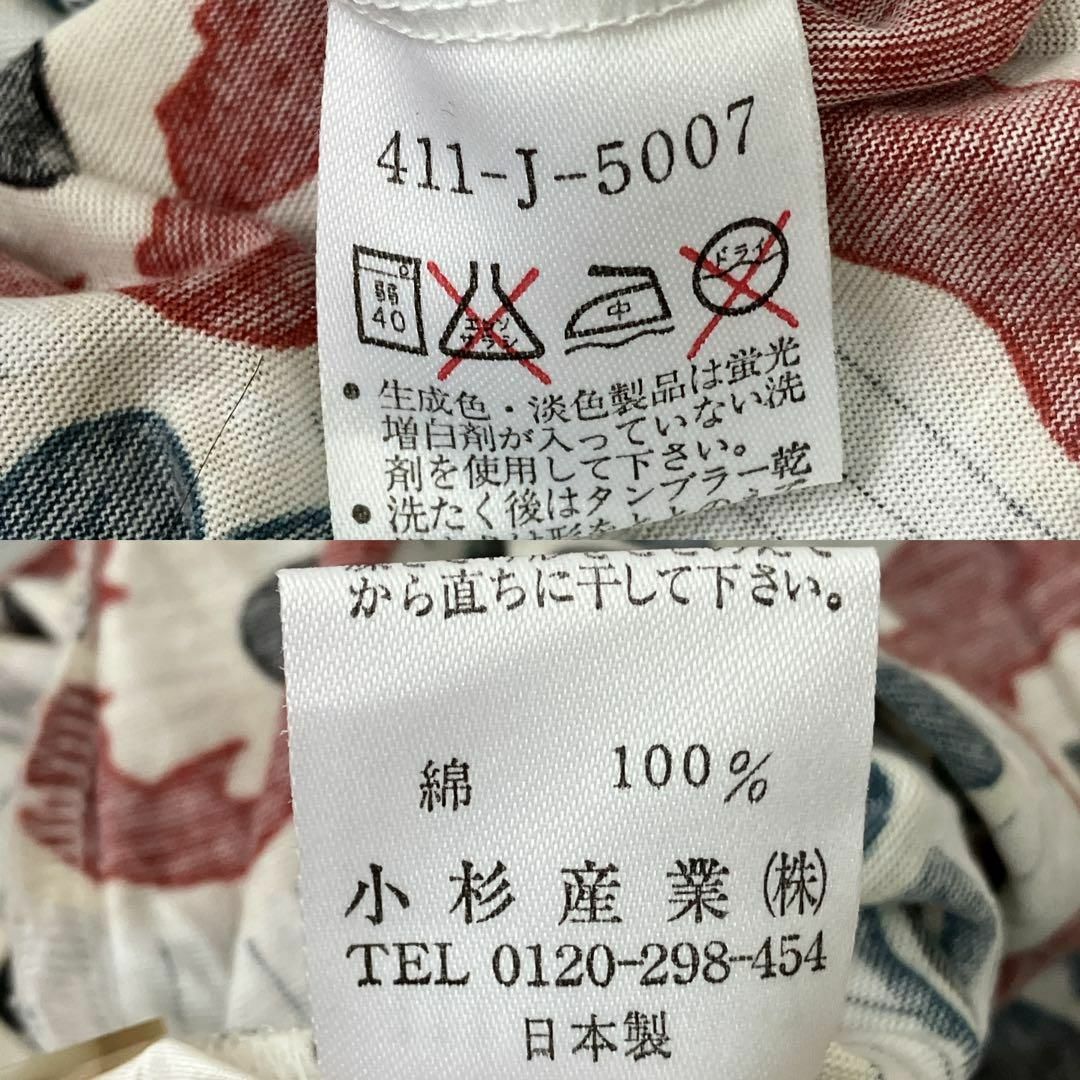 411-J-5007
弱
40
エンソ
サラシ
中
ドライ
・生成色・淡色製品は蛍光
増白剤が入っていない洗
剤を使用して下さい。
・洗たく後はタンブラー乾
から直ちに干して下さい。
綿 100%
小杉産業(株)
TEL 0120-298-454
日本製